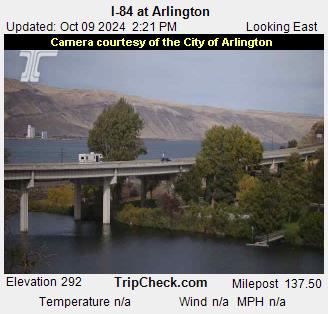 I-84 at Arlington
Updated: Oct 09 2024 2:21 PM Looking East
Camera courtesy of the City of Arlington
Elevation 292 TripCheck.com Milepost 137.50
Temperature n/a Wind n/a MPH n/a